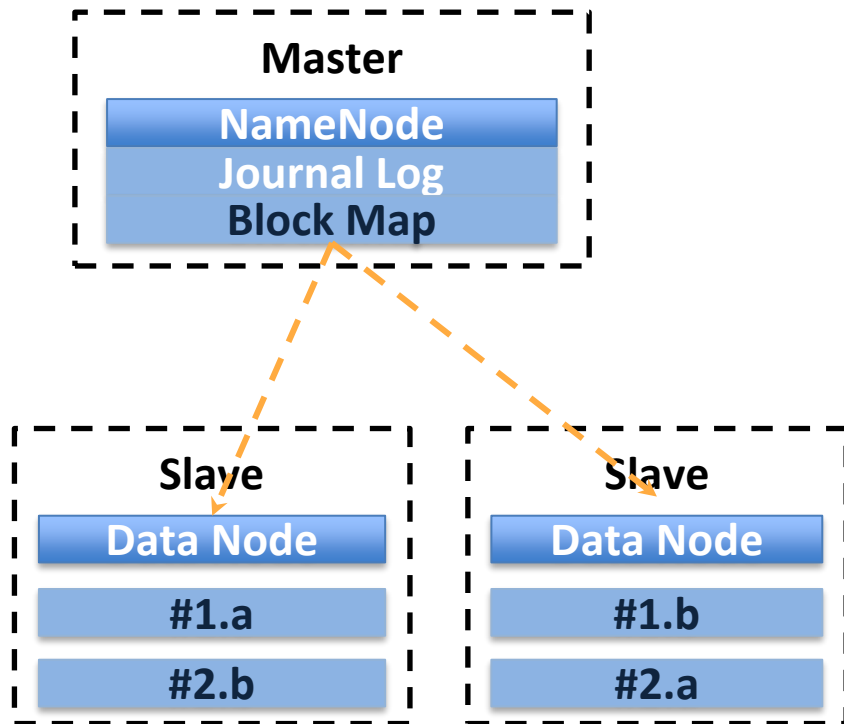 Master
NameNode
Journal Log
Block Map
Slave
Data Node
#1.a
#2.b
Slave
Data Node
#1.b
#2.a